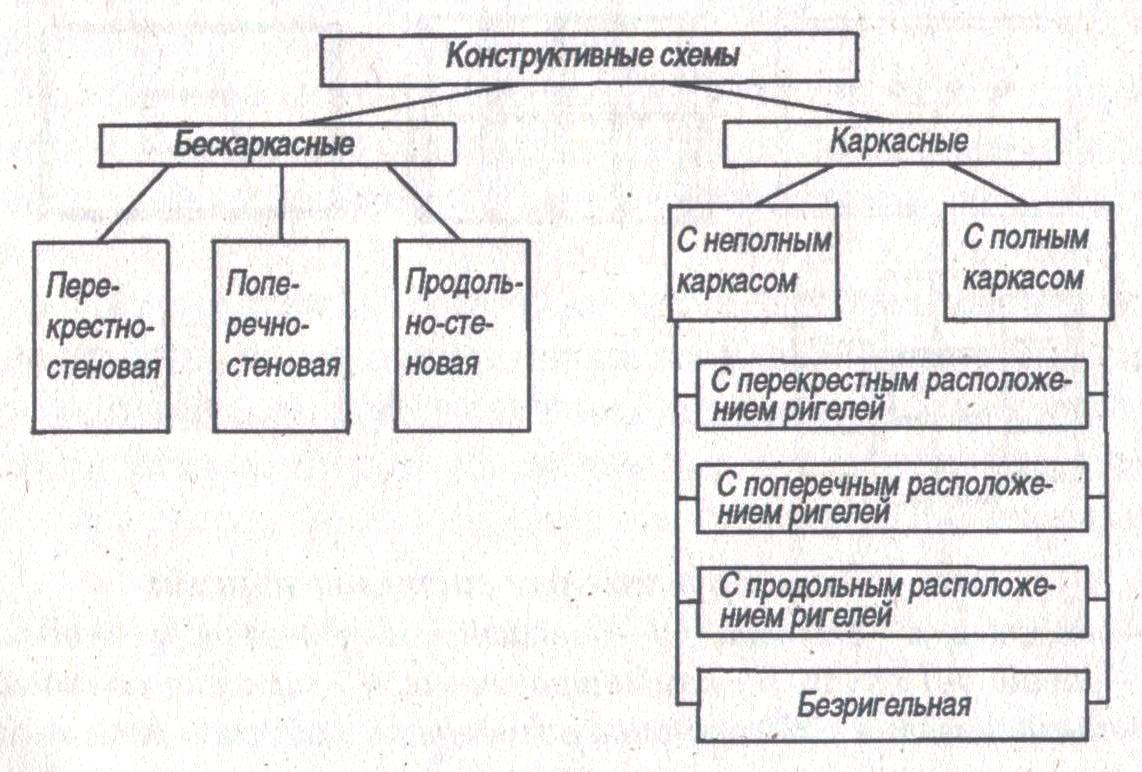 Конструктивные схемы
Бескаркасные
Каркасные
Пере-
крестно-
стеновая
Попе-
речно-
стеновая
Продоль-
но-сте-
новая
С неполным
каркасом
С полным
каркасом
С перекрестным расположе-
нием ригелей
С поперечным расположе-
нием ригелей
С продольным расположе-
нием ригелей
Безригельная